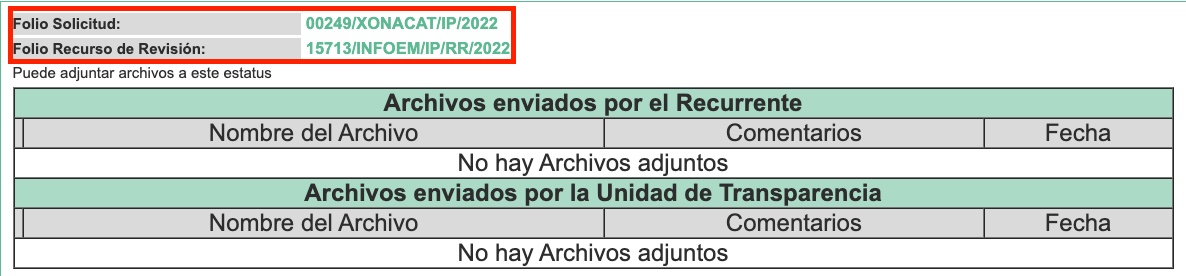 Folio Solicitud: 00249/XONACAT/IP/2022
Folio Recurso de Revisión: 15713/INFOEM/IP/RR/2022
Puede adjuntar archivos a este estatus
Archivos enviados por el Recurrente
Nombre del Archivo Comentarios Fecha
No hay Archivos adjuntos
Archivos enviados por la Unidad de Transparencia
Nombre del Archivo Comentarios Fecha
No hay Archivos adjuntos